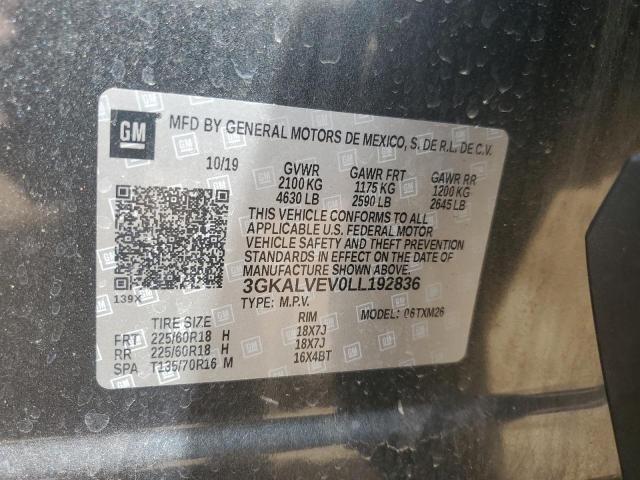 GM
MFD BY GENERAL MOTORS DE MEXICO, S. DE R.L. DE C.V.
10/19 GVWR GAWR FRT GAWR RR
2100 KG 1175 KG 1200 KG
4630 LB 2590 LB 2645 LB
THIS VEHICLE CONFORMS TO ALL
APPLICABLE U.S. FEDERAL MOTOR
VEHICLE SAFETY AND THEFT PREVENTION
STANDARDS IN EFFECT ON THE DATE OF
MANUFACTURE SHOWN ABOVE.
139X 3GKALVEV0LL192836
TYPE: M.P.V. MODEL: 06TXM26
TIRE SIZE RIM
FRT 225/60R18 H 18X7J
RR 225/60R18 H 18X7J
SPA T135/70R16 M 16X4BT